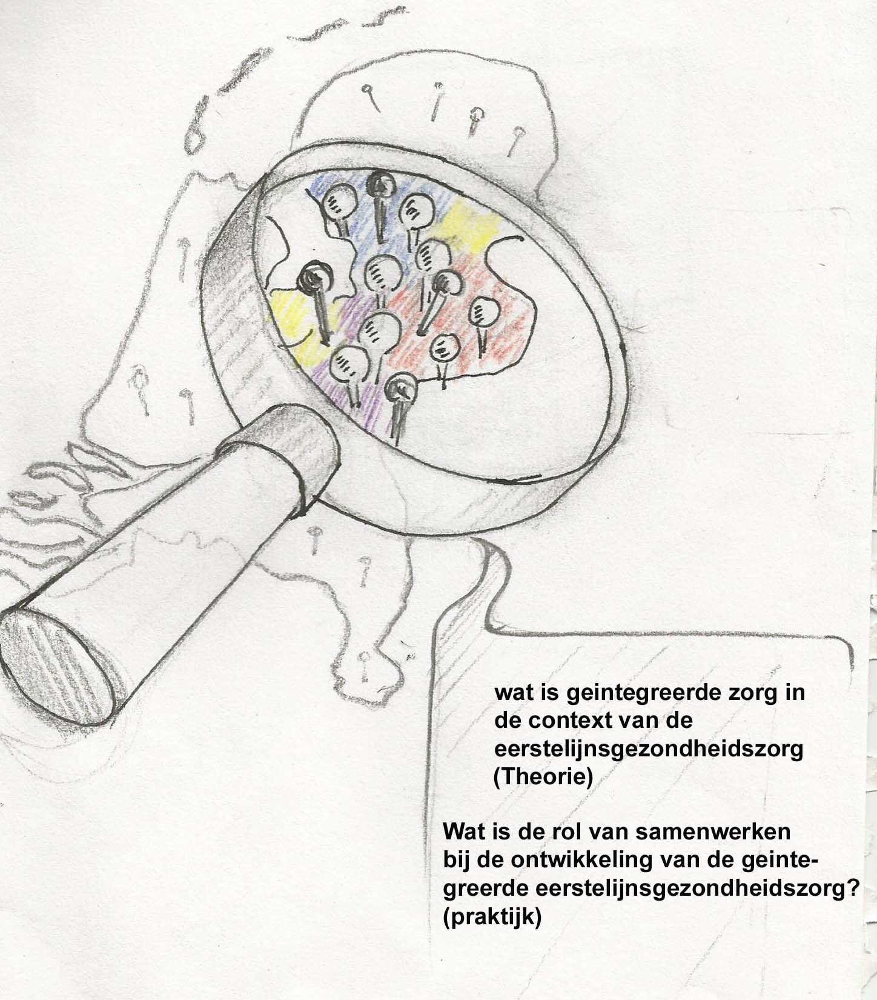 wat is geintegreerde zorg in
de context van de
eerstelijnsgezondheidszorg
(Theorie)
Wat is de rol van samenwerken
bij de ontwikkeling van de geinte-
greerde eerstelijnsgezondheidszorg?
(praktijk)